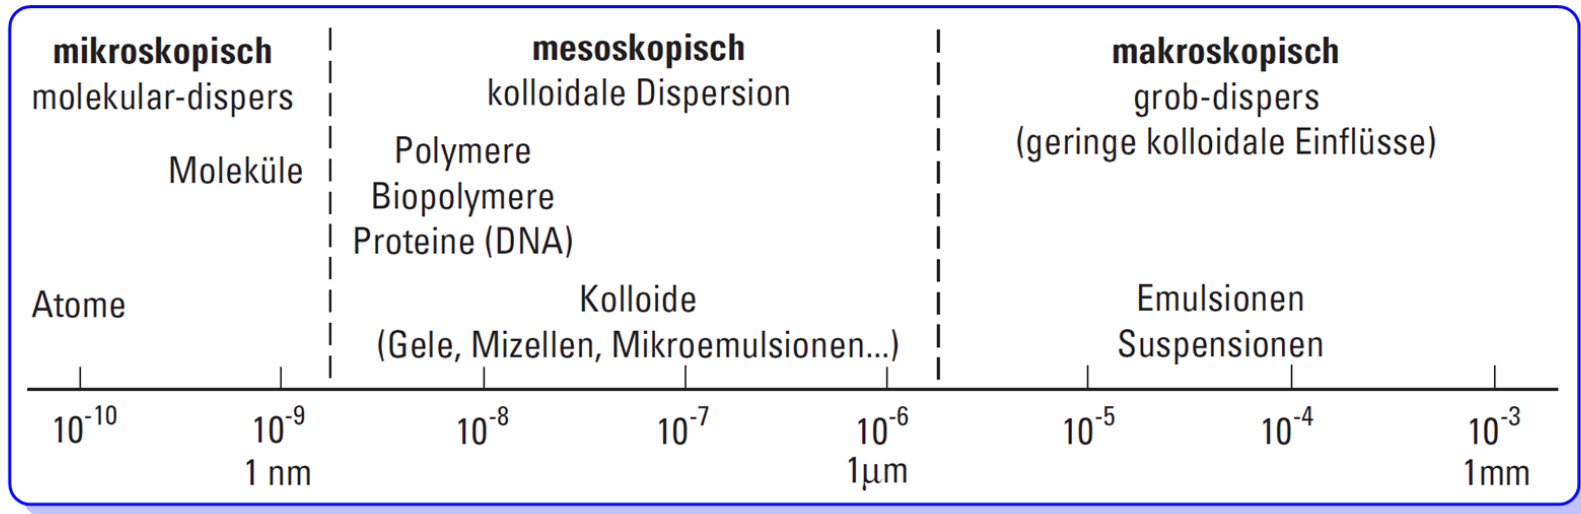 mikroskopisch
molekular-dispers
Moleküle
Atome
mesoskopisch
kolloidale Dispersion
Polymere
Biopolymere
Proteine (DNA)
Kolloide
(Gele, Mizellen, Mikroemulsionen...)
makroskopisch
grob-dispers
(geringe kolloidale Einflüsse)
Emulsionen
Suspensionen
10⁻¹⁰ 10⁻⁹ 10⁻⁸ 10⁻⁷ 10⁻⁶ 10⁻⁵ 10⁻⁴ 10⁻³
1 nm 1µm 1mm